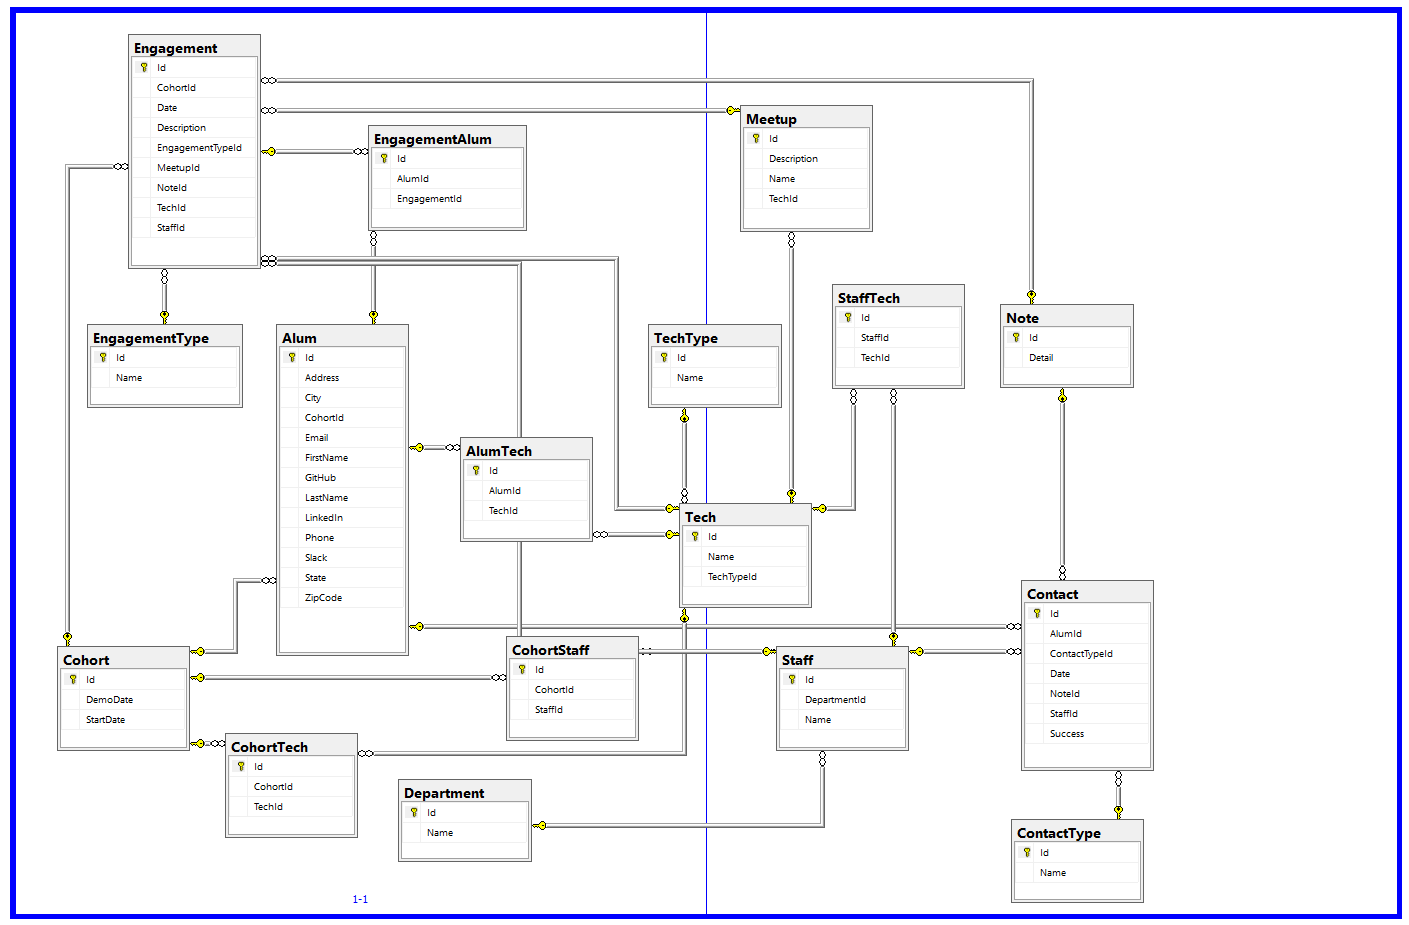 Engagement
Id
CohortId
Date
Description
EngagementTypeId
MeetupId
NoteId
TechId
StaffId
EngagementAlum
Id
AlumId
EngagementId
Meetup
Id
Description
Name
TechId
StaffTech
Id
StaffId
TechId
Note
Id
Detail
EngagementType
Id
Name
Alum
Id
Address
City
CohortId
Email
FirstName
GitHub
LastName
LinkedIn
Phone
Slack
State
ZipCode
TechType
Id
Name
AlumTech
Id
AlumId
TechId
Tech
Id
Name
TechTypeId
Contact
Id
AlumId
ContactTypeId
Date
NoteId
StaffId
Success
Cohort
Id
DemoDate
StartDate
CohortStaff
Id
CohortId
StaffId
Staff
Id
DepartmentId
Name
CohortTech
Id
CohortId
TechId
Department
Id
Name
ContactType
Id
Name
1-1